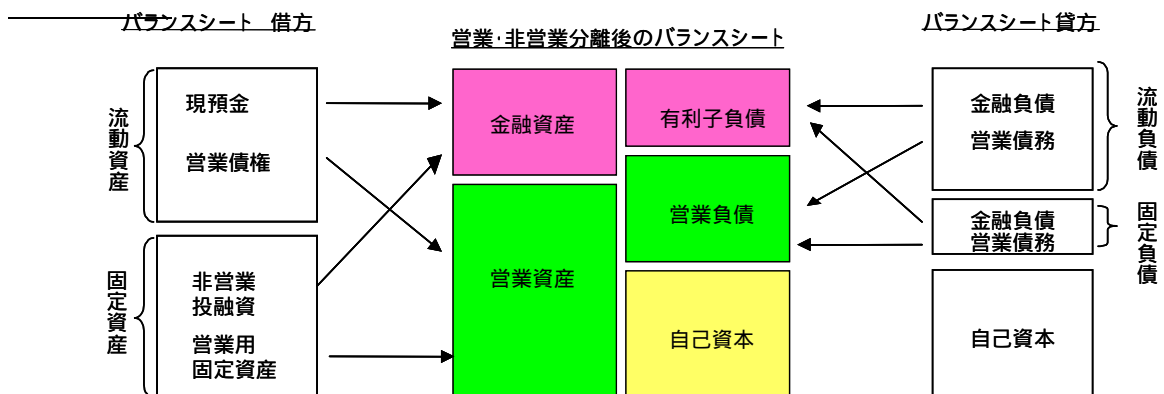 バランスシート 借方
営業・非営業分離後のバランスシート
バランスシート貸方
流動資産
現預金
営業債権
固定資産
非営業
投融資
営業用
固定資産
金融資産
営業資産
有利子負債
営業負債
自己資本
金融負債
営業債務
流動負債
金融負債
営業債務
固定負債
自己資本